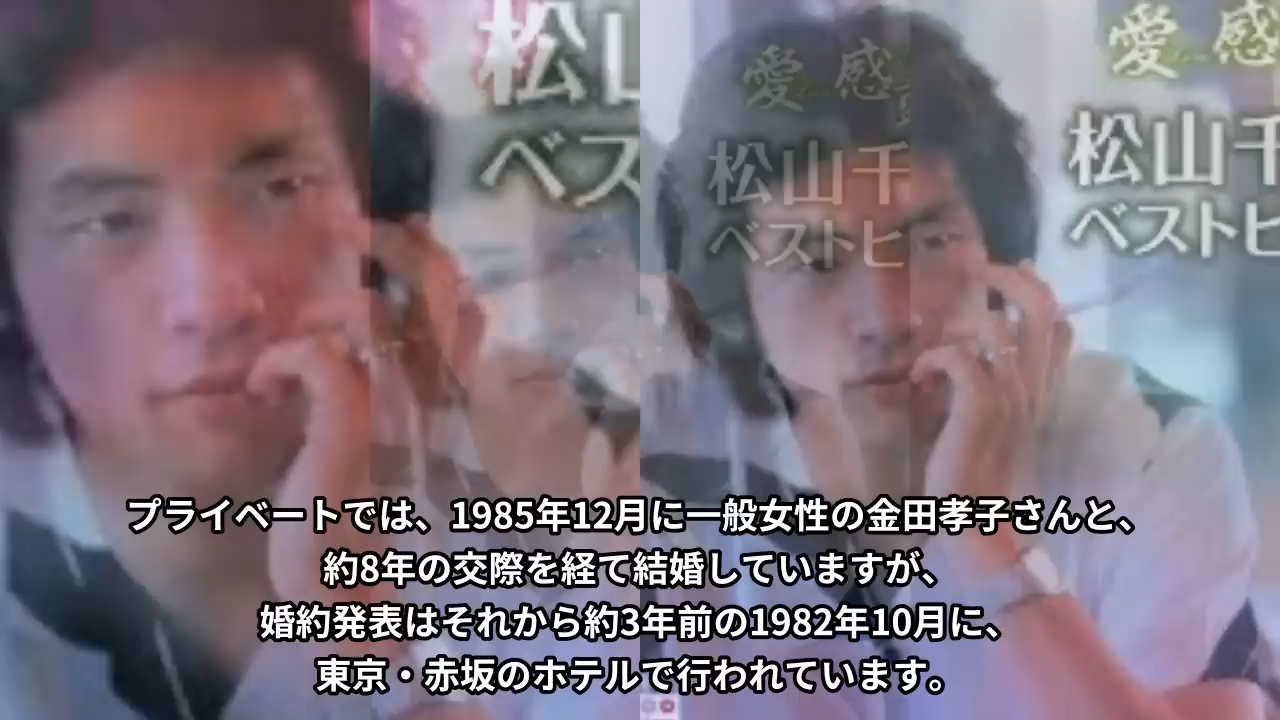 松山
ベス
愛 感
松山千
ベストヒ
愛 感
松山千
ベストヒ
プライベートでは、1985年12月に一般女性の金田孝子さんと、
約8年の交際を経て結婚していますが、
婚約発表はそれから約3年前の1982年10月に、
東京・赤坂のホテルで行われています。